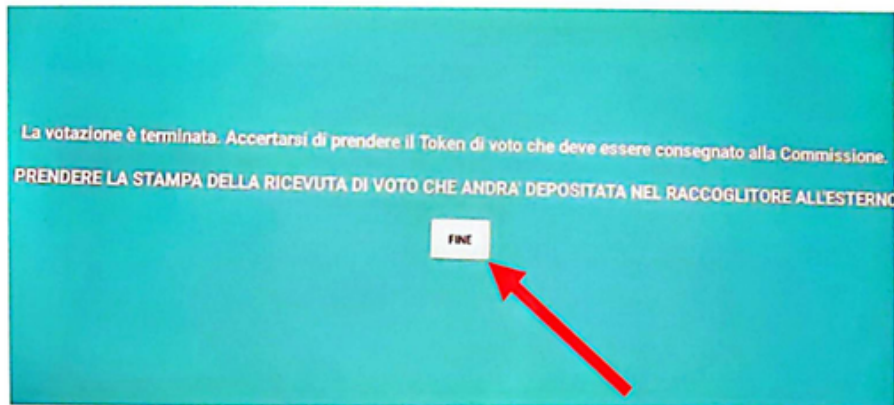 La votazione è terminata. Accertarsi di prendere il Token di voto che deve essere consegnato alla Commissione.
PRENDERE LA STAMPA DELLA RICEVUTA DI VOTO CHE ANDRA' DEPOSITATA NEL RACCOGLITORE ALL'ESTERNO
FINE